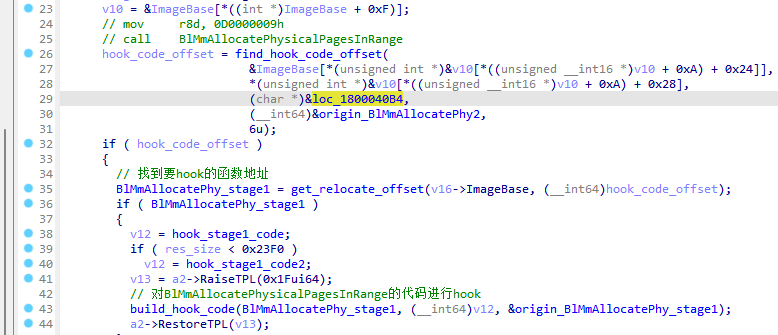 23 v10 = &ImageBase[*((int *)ImageBase + 0xF)];
24 // mov r8d, 0D0000009h
25 // call BlMmAllocatePhysicalPagesInRange
26 hook_code_offset = find_hook_code_offset(
27 &ImageBase[*(unsigned int *)&v10[*((unsigned __int16 *)v10 + 0xA) + 0x24]],
28 *(unsigned int *)&v10[*((unsigned __int16 *)v10 + 0xA) + 0x28],
29 (char *)&loc_1800040B4,
30 (__int64)&origin_BlMmAllocatePhy2,
31 6u);
32 if ( hook_code_offset )
33 {
34 // 找到要hook的函数地址
35 BlMmAllocatePhy_stage1 = get_relocate_offset(v16->ImageBase, (__int64)hook_code_offset);
36 if ( BlMmAllocatePhy_stage1 )
37 {
38 v12 = hook_stage1_code;
39 if ( res_size < 0x23F0 )
40 v12 = hook_stage1_code2;
41 v13 = a2->RaiseTPL(0x1Fui64);
42 // 对BlMmAllocatePhysicalPagesInRange的代码进行hook
43 build_hook_code(BlMmAllocatePhy_stage1, (__int64)v12, &origin_BlMmAllocatePhy_stage1);
44 a2->RestoreTPL(v13);